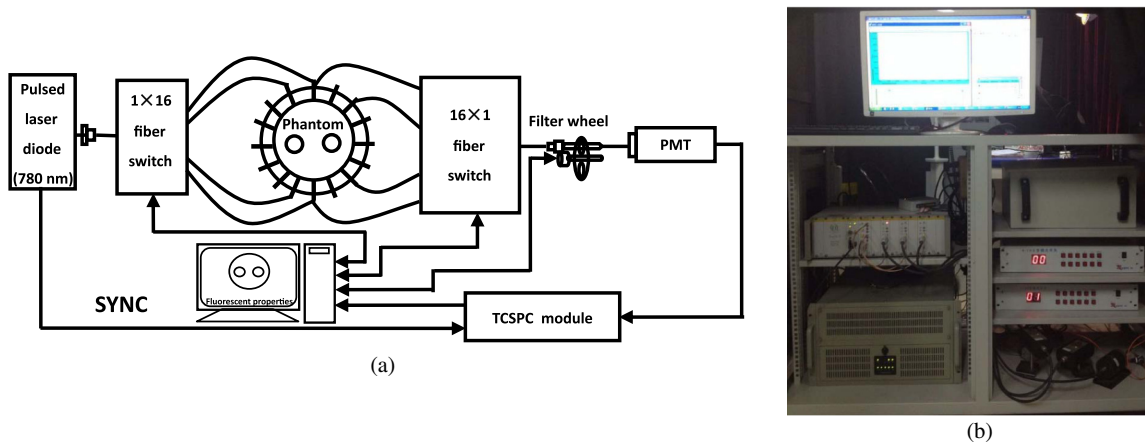 Pulsed
laser
diode
(780 nm)
1×16
fiber
switch
Phantom
16×1
fiber
switch
Filter wheel
PMT
Fluorescent properties
SYNC
TCSPC module
(a)
00
01
(b)